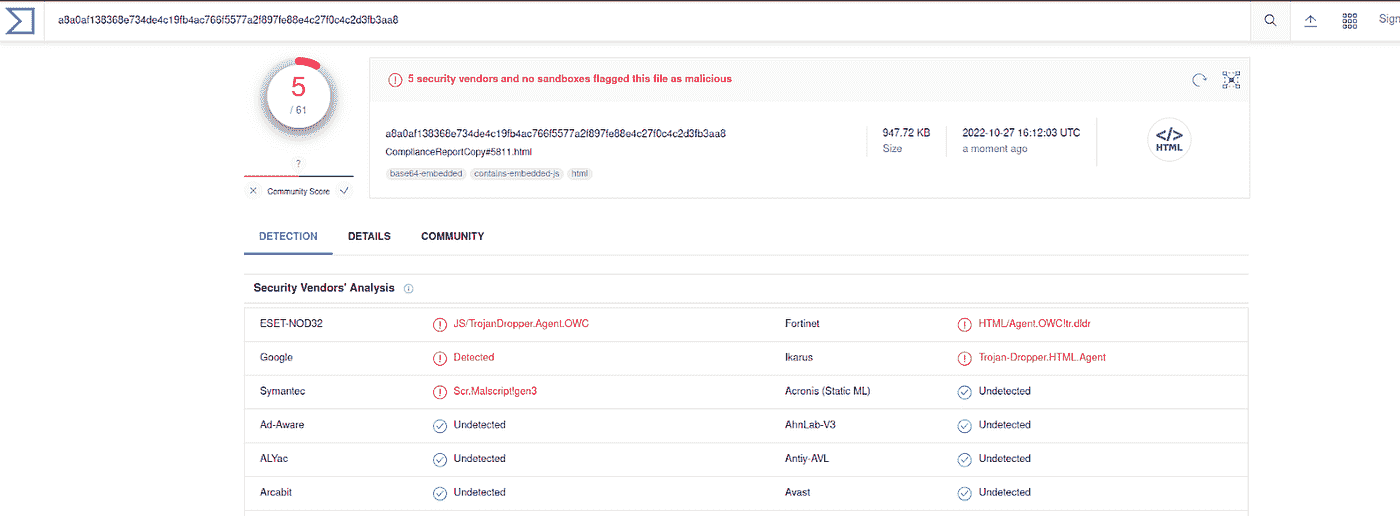 a8a0af138368e734de4c19fb4ac766f5577a2f897fe88e4c27f0c4c2d3fb3aa8
Sign
5
/ 61
?
Community Score
5 security vendors and no sandboxes flagged this file as malicious
a8a0af138368e734de4c19fb4ac766f5577a2f897fe88e4c27f0c4c2d3fb3aa8
ComplianceReportCopy#5811.html
base64-embedded contains-embedded-js html
947.72 KB
Size
2022-10-27 16:12:03 UTC
a moment ago
</>
HTML
DETECTION DETAILS COMMUNITY
Security Vendors' Analysis
ESET-NOD32 JS/TrojanDropper.Agent.OWC Fortinet HTML/Agent.OWC!tr.dldr
Google Detected Ikarus Trojan-Dropper.HTML.Agent
Symantec Scr.Malscript!gen3 Acronis (Static ML) Undetected
Ad-Aware Undetected AhnLab-V3 Undetected
ALYac Undetected Antiy-AVL Undetected
Arcabit Undetected Avast Undetected